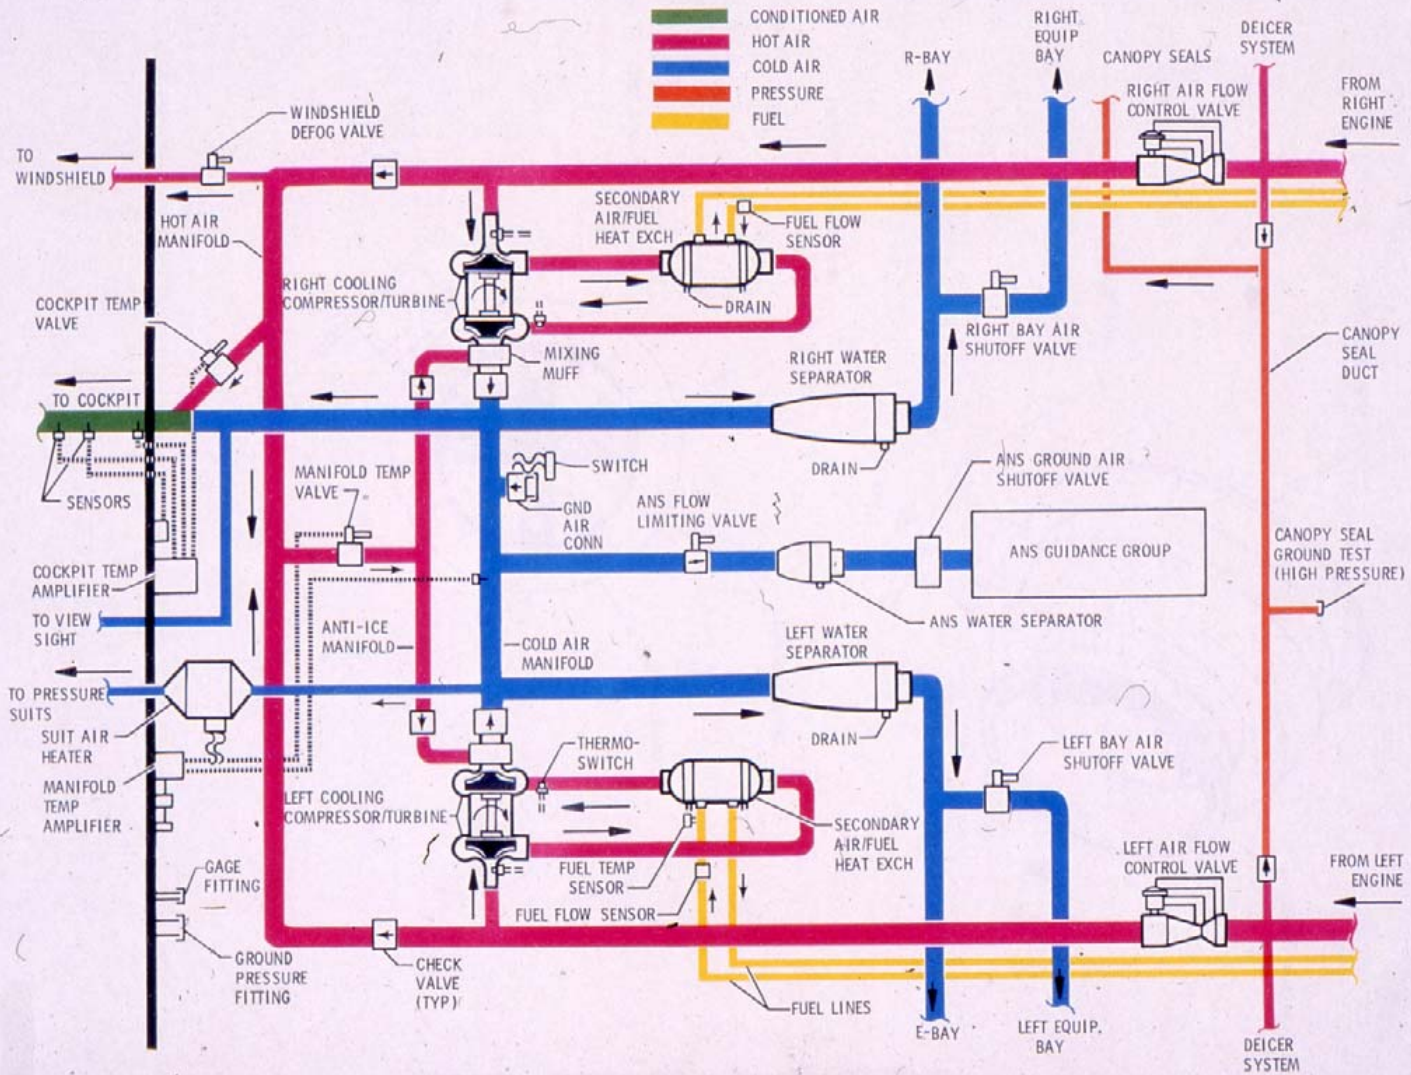 CONDITIONED AIR
HOT AIR
COLD AIR
PRESSURE
FUEL
R-BAY
RIGHT
EQUIP
BAY
CANOPY SEALS
DEICER
SYSTEM
RIGHT AIR FLOW
CONTROL VALVE
FROM
RIGHT
ENGINE
WINDSHIELD
DEFOG VALVE
TO
WINDSHIELD
HOT AIR
MANIFOLD
SECONDARY
AIR/FUEL
HEAT EXCH
FUEL FLOW
SENSOR
RIGHT COOLING
COMPRESSOR/TURBINE
DRAIN
COCKPIT TEMP
VALVE
MIXING
MUFF
RIGHT WATER
SEPARATOR
RIGHT BAY AIR
SHUTOFF VALVE
CANOPY
SEAL
DUCT
TO COCKPIT
SENSORS
MANIFOLD TEMP
VALVE
SWITCH
GND
AIR
CONN
ANS FLOW
LIMITING VALVE
DRAIN
ANS GROUND AIR
SHUTOFF VALVE
ANS GUIDANCE GROUP
CANOPY SEAL
GROUND TEST
(HIGH PRESSURE)
COCKPIT TEMP
AMPLIFIER
TO VIEW
SIGHT
ANTI-ICE
MANIFOLD
COLD AIR
MANIFOLD
LEFT WATER
SEPARATOR
ANS WATER SEPARATOR
TO PRESSURE
SUITS
SUIT AIR
HEATER
MANIFOLD
TEMP
AMPLIFIER
THERMO-
SWITCH
DRAIN
LEFT BAY AIR
SHUTOFF VALVE
LEFT COOLING
COMPRESSOR/TURBINE
SECONDARY
AIR/FUEL
HEAT EXCH
FUEL TEMP
SENSOR
FUEL FLOW SENSOR
LEFT AIR FLOW
CONTROL VALVE
FROM LEFT
ENGINE
GAGE
FITTING
GROUND
PRESSURE
FITTING
CHECK
VALVE
(TYP)
FUEL LINES
E-BAY
LEFT EQUIP.
BAY
DEICER
SYSTEM